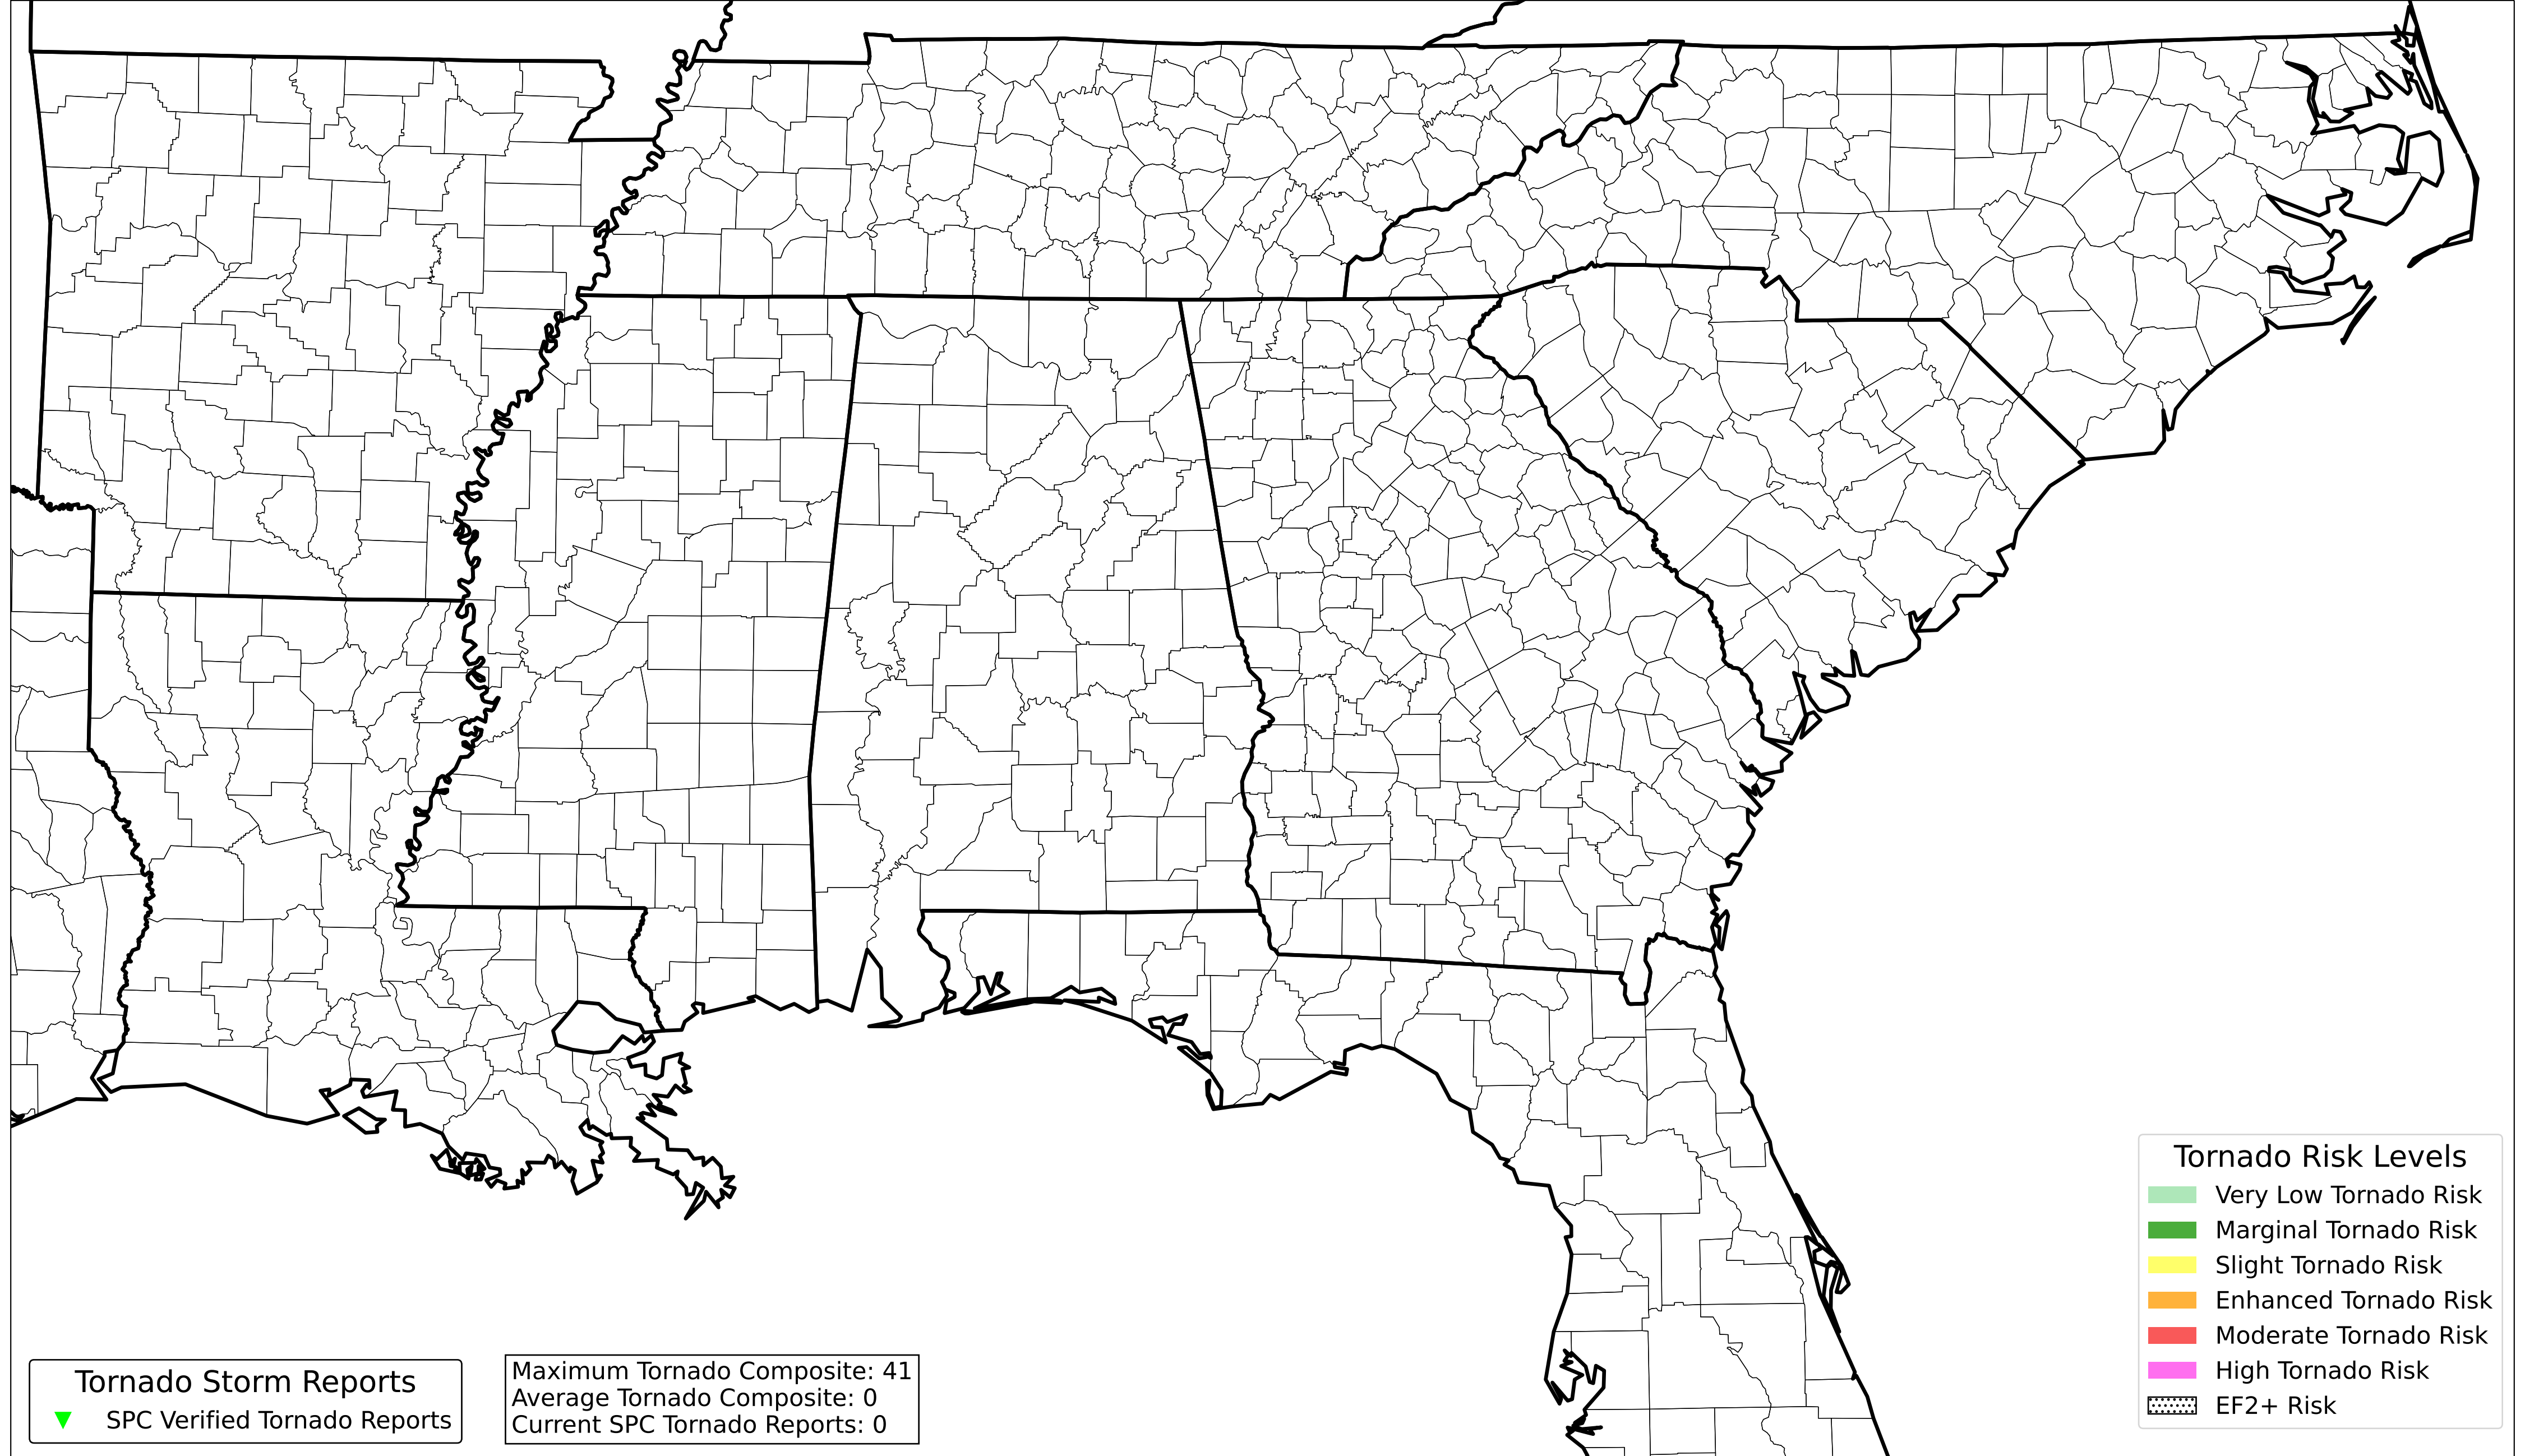 Tornado Storm Reports
SPC Verified Tornado Reports
Maximum Tornado Composite: 41
Average Tornado Composite: 0
Current SPC Tornado Reports: 0
Tornado Risk Levels
Very Low Tornado Risk
Marginal Tornado Risk
Slight Tornado Risk
Enhanced Tornado Risk
Moderate Tornado Risk
High Tornado Risk
EF2+ Risk